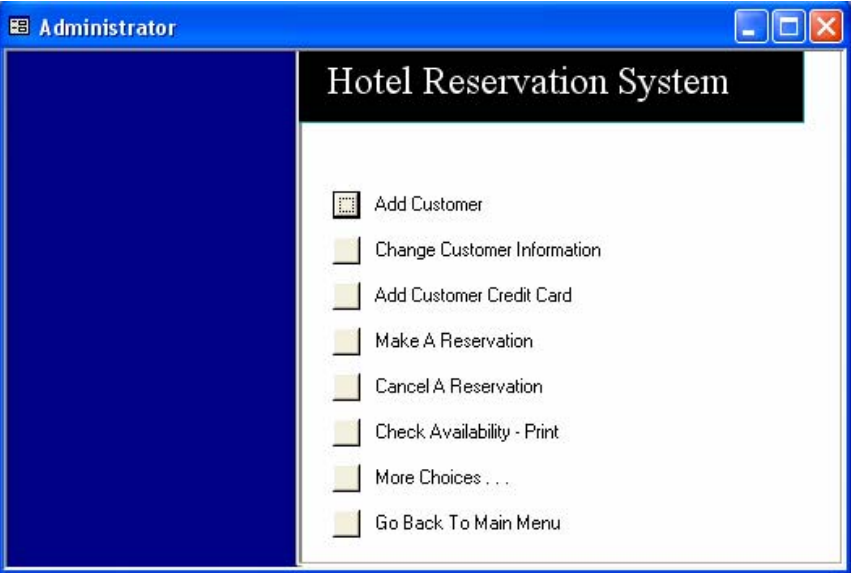 Administrator
Hotel Reservation System
Add Customer
Change Customer Information
Add Customer Credit Card
Make A Reservation
Cancel A Reservation
Check Availability - Print
More Choices . . .
Go Back To Main Menu